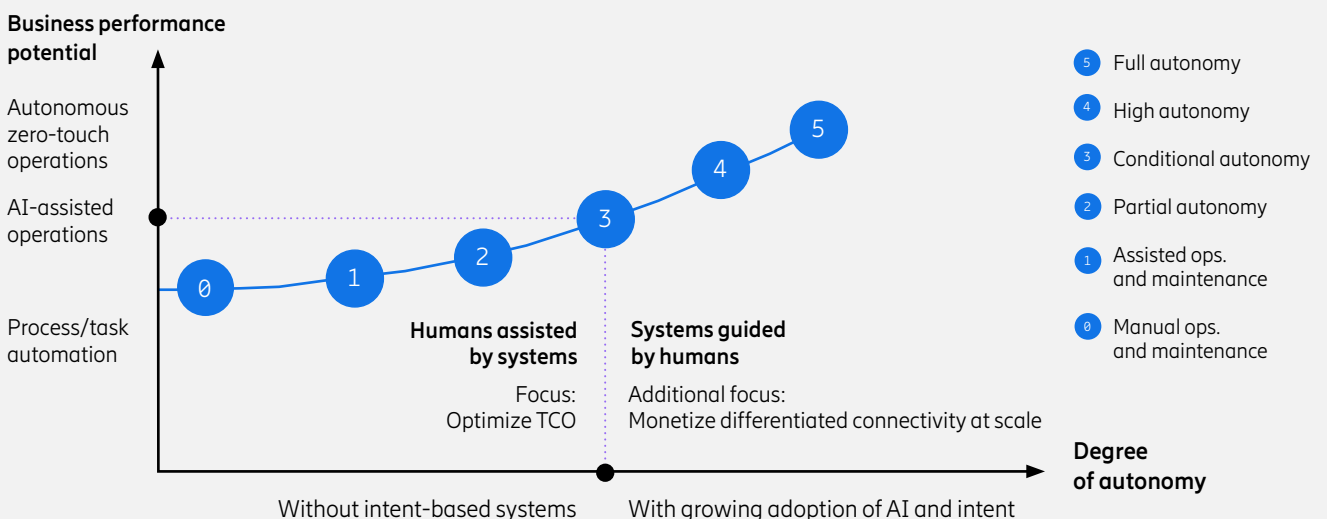 Business performance
potential
Autonomous
zero-touch
operations
AI-assisted
operations
Process/task
automation
0
1
2
3
4
5
Humans assisted
by systems
Focus:
Optimize TCO
Systems guided
by humans
Additional focus:
Monetize differentiated connectivity at scale
Without intent-based systems
With growing adoption of AI and intent
Degree
of autonomy
5 Full autonomy
4 High autonomy
3 Conditional autonomy
2 Partial autonomy
1 Assisted ops.
and maintenance
0 Manual ops.
and maintenance